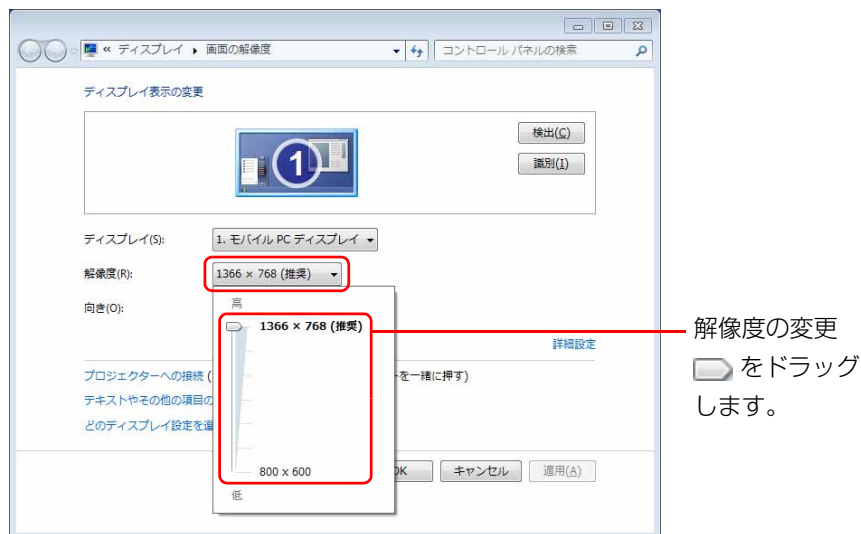 « ディスプレイ ▸ 画面の解像度
コントロール パネルの検索
ディスプレイ表示の変更
1
検出(C)
識別(I)
ディスプレイ(S):
1. モバイル PC ディスプレイ
解像度(R):
1366 × 768 (推奨)
向き(O):
高
1366 × 768 (推奨)
800 x 600
低
詳細設定
プロジェクターへの接続 (
ーを一緒に押す)
テキストやその他の項目の
どのディスプレイ設定を選
OK
キャンセル
適用(A)
解像度の変更
をドラッグ
します。